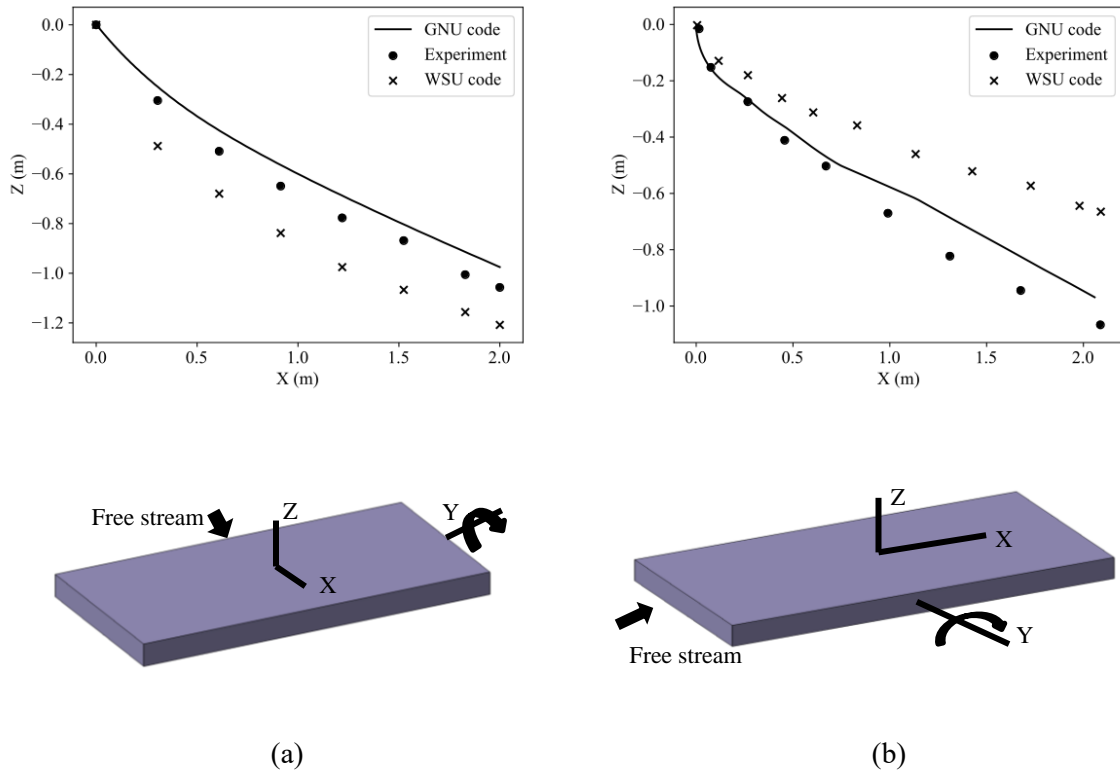 0.0
−0.2
−0.4
−0.6
−0.8
−1.0
−1.2
Z (m)
0.0 0.5 1.0 1.5 2.0
X (m)
GNU code
Experiment
WSU code
0.0
−0.2
−0.4
−0.6
−0.8
−1.0
Z (m)
0.0 0.5 1.0 1.5 2.0
X (m)
GNU code
Experiment
WSU code
Free stream
Z
Y
X
Z
X
Y
Free stream
(a) (b)